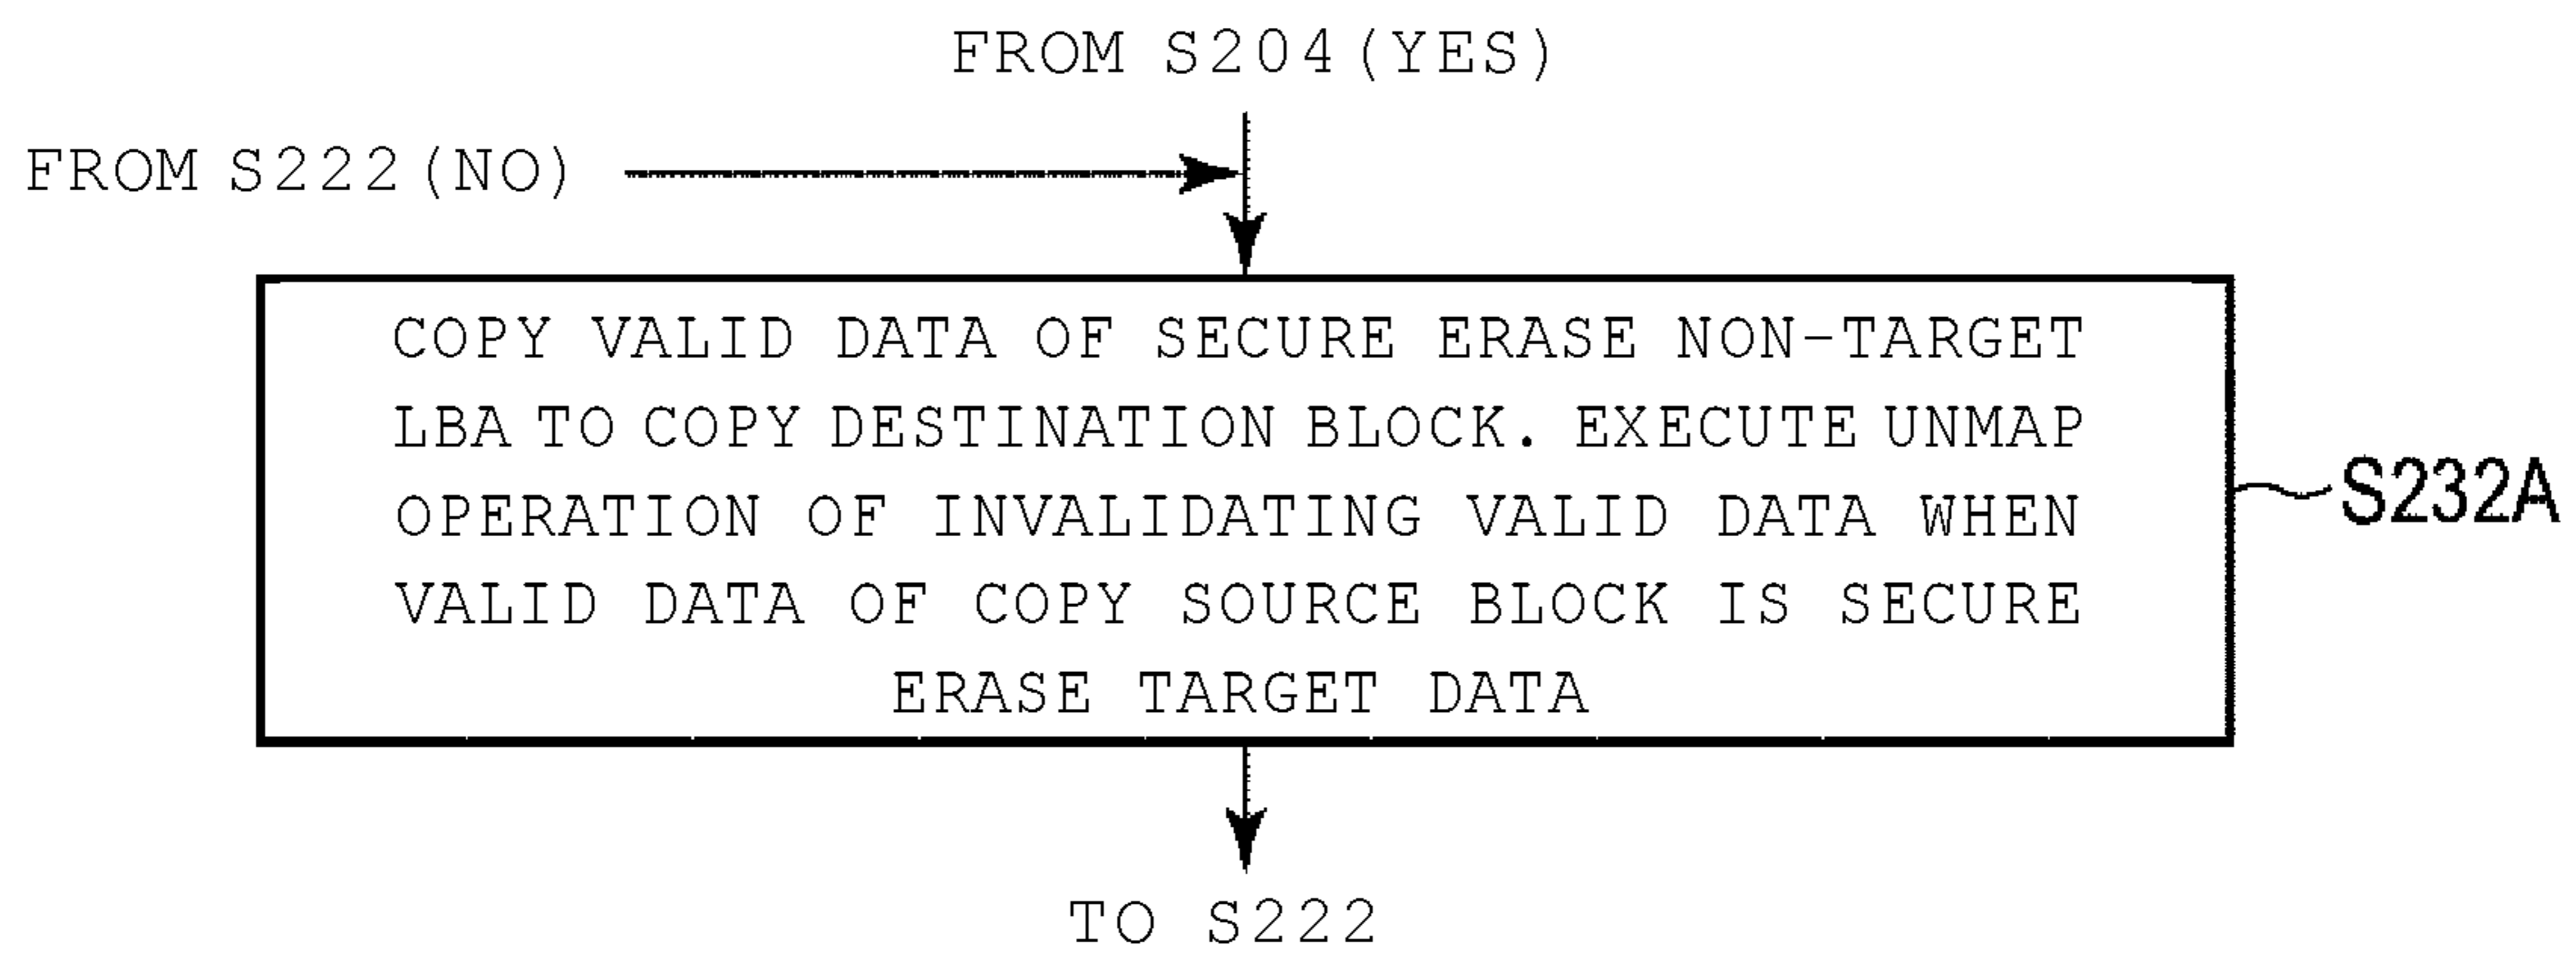 FROM S204(YES)
FROM S222(NO)
COPY VALID DATA OF SECURE ERASE NON-TARGET
LBA TO COPY DESTINATION BLOCK. EXECUTE UNMAP
OPERATION OF INVALIDATING VALID DATA WHEN
VALID DATA OF COPY SOURCE BLOCK IS SECURE
ERASE TARGET DATA
S232A
TO S222